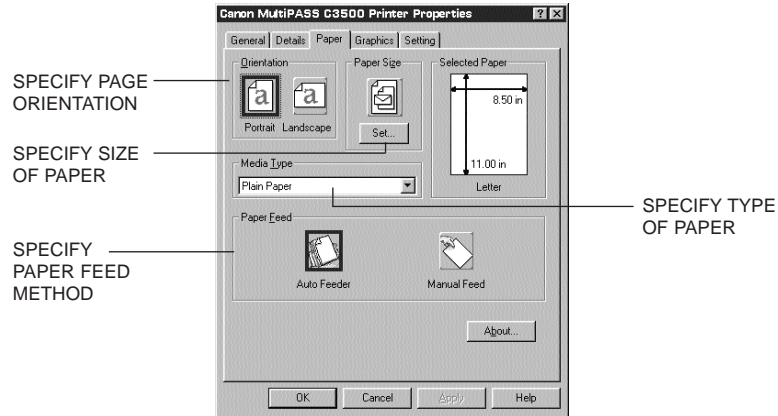 Canon MultiPASS C3500 Printer Properties
General Details Paper Graphics Setting
SPECIFY PAGE
ORIENTATION
Orientation
Portrait Landscape
Paper Size
Set...
Selected Paper
8.50 in
11.00 in
Letter
SPECIFY SIZE
OF PAPER
Media Type
Plain Paper
SPECIFY TYPE
OF PAPER
SPECIFY
PAPER FEED
METHOD
Paper Feed
Auto Feeder Manual Feed
About...
OK Cancel Apply Help